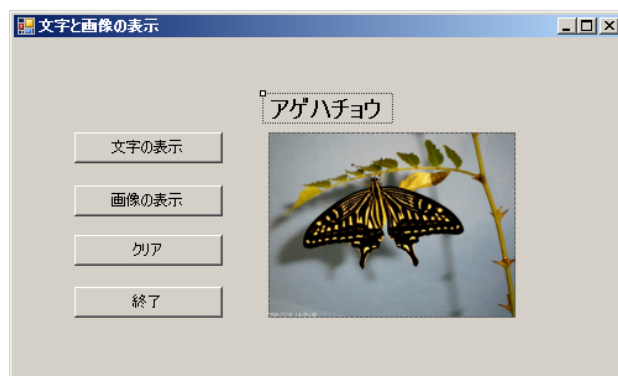 文字と画像の表示
アゲハチョウ
文字の表示
画像の表示
クリア
終了